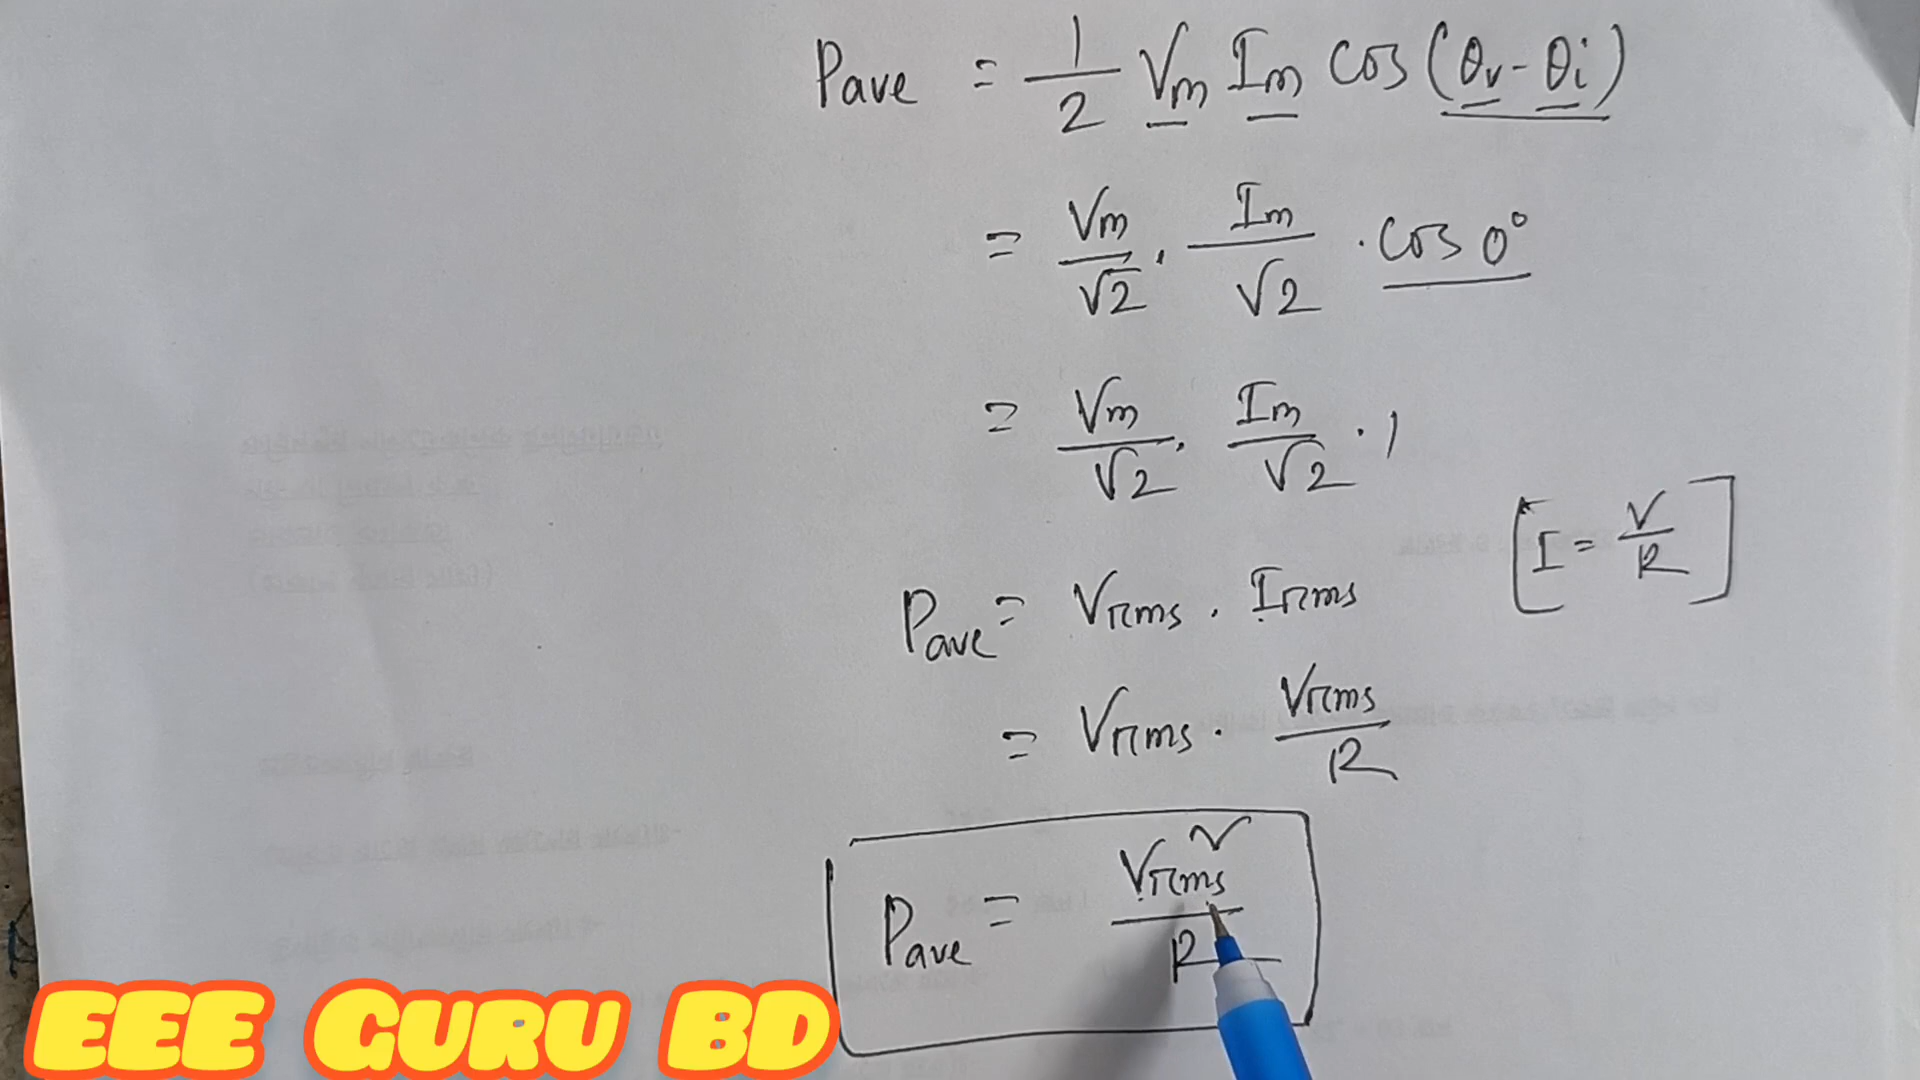 Pave = 1/2 Vm Im cos (θv - θi)
= Vm/√2 . Im/√2 . cos 0°
= Vm/√2 . Im/√2 . 1
[I = V/R]
Pave = Vrms . Irms
= Vrms . Vrms/R
Pave = Vrms²/R
EEE GURU BD